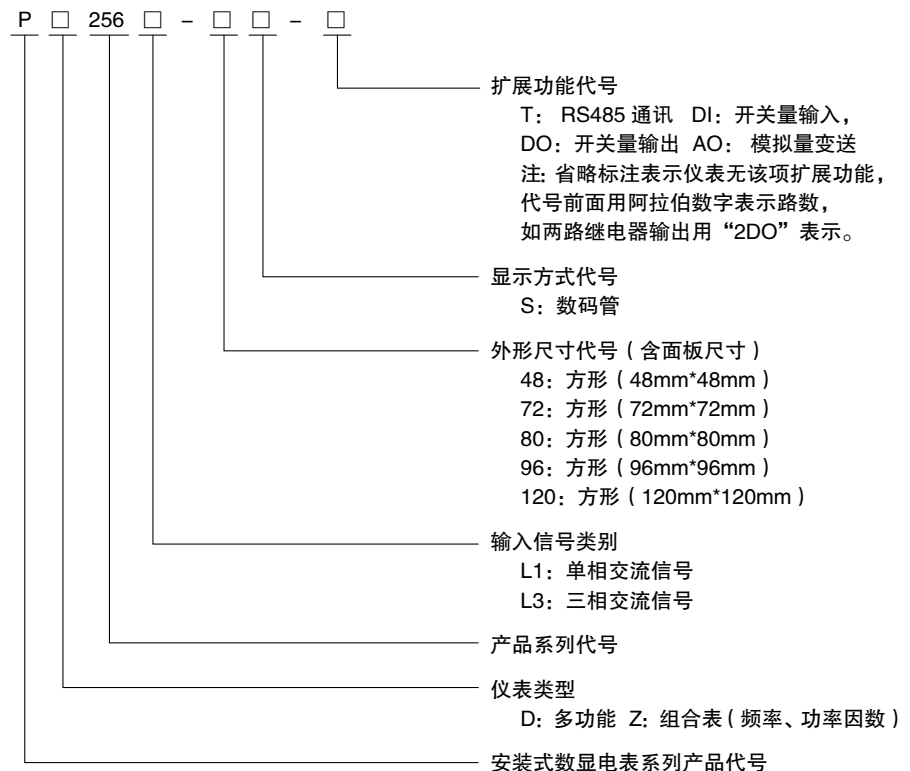 P □ 256 □ - □ □ - □
扩展功能代号
T： RS485 通讯 DI：开关量输入，
DO：开关量输出 AO： 模拟量变送
注：省略标注表示仪表无该项扩展功能，
代号前面用阿拉伯数字表示路数，
如两路继电器输出用“2DO”表示。
显示方式代号
S：数码管
外形尺寸代号（含面板尺寸）
48：方形（48mm*48mm）
72：方形（72mm*72mm）
80：方形（80mm*80mm）
96：方形（96mm*96mm）
120：方形（120mm*120mm）
输入信号类别
L1：单相交流信号
L3：三相交流信号
产品系列代号
仪表类型
D：多功能 Z：组合表（频率、功率因数）
安装式数显电表系列产品代号